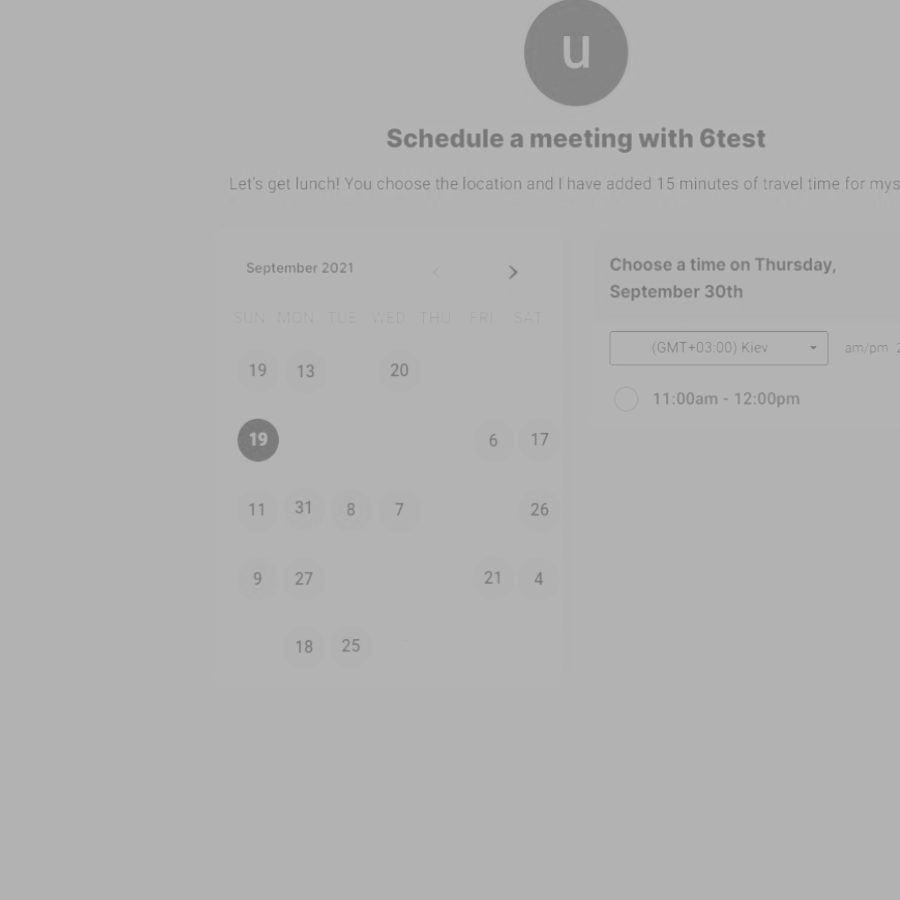 u
Schedule a meeting with 6test
Let's get lunch! You choose the location and I have added 15 minutes of travel time for
September 2021
SUN MON TUE WED THU FRI SAT
19 13 20
19 6 17
11 31 8 7 26
9 27 21 4
18 25
Choose a time on Thursday,
September 30th
(GMT+03:00) Kiev am/pm
11:00am - 12:00pm